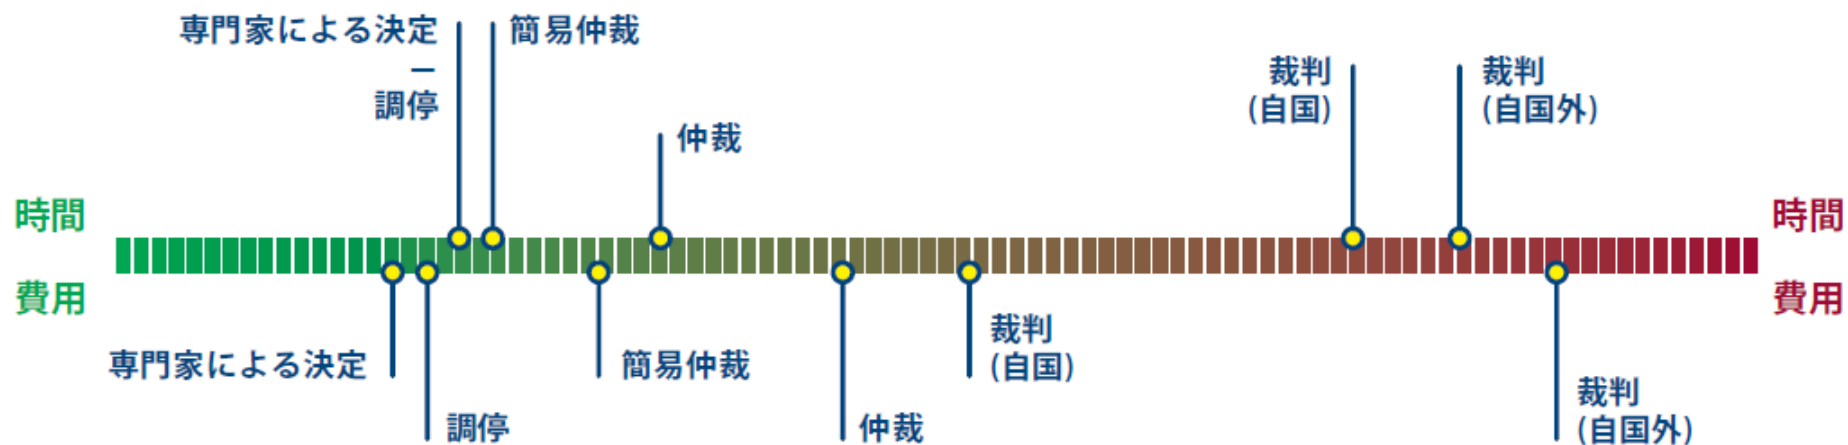 専門家による決定
－
調停
簡易仲裁
仲裁
裁判
(自国)
裁判
(自国外)
時間
時間
費用
費用
専門家による決定
調停
簡易仲裁
仲裁
裁判
(自国)
裁判
(自国外)